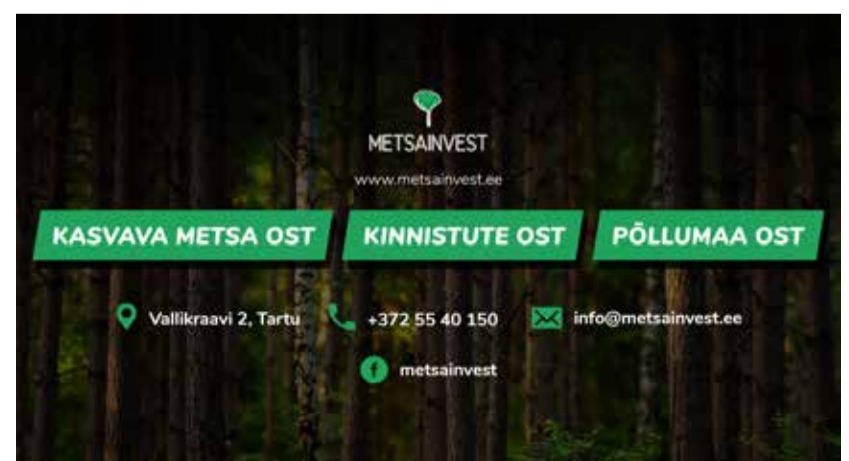 METSAINVEST
www.metsainvest.ee
KASVAVA METSA OST KINNISTUTE OST PÕLLUMAA OST
Vallikraavi 2, Tartu +372 55 40 150 info@metsainvest.ee
metsainvest